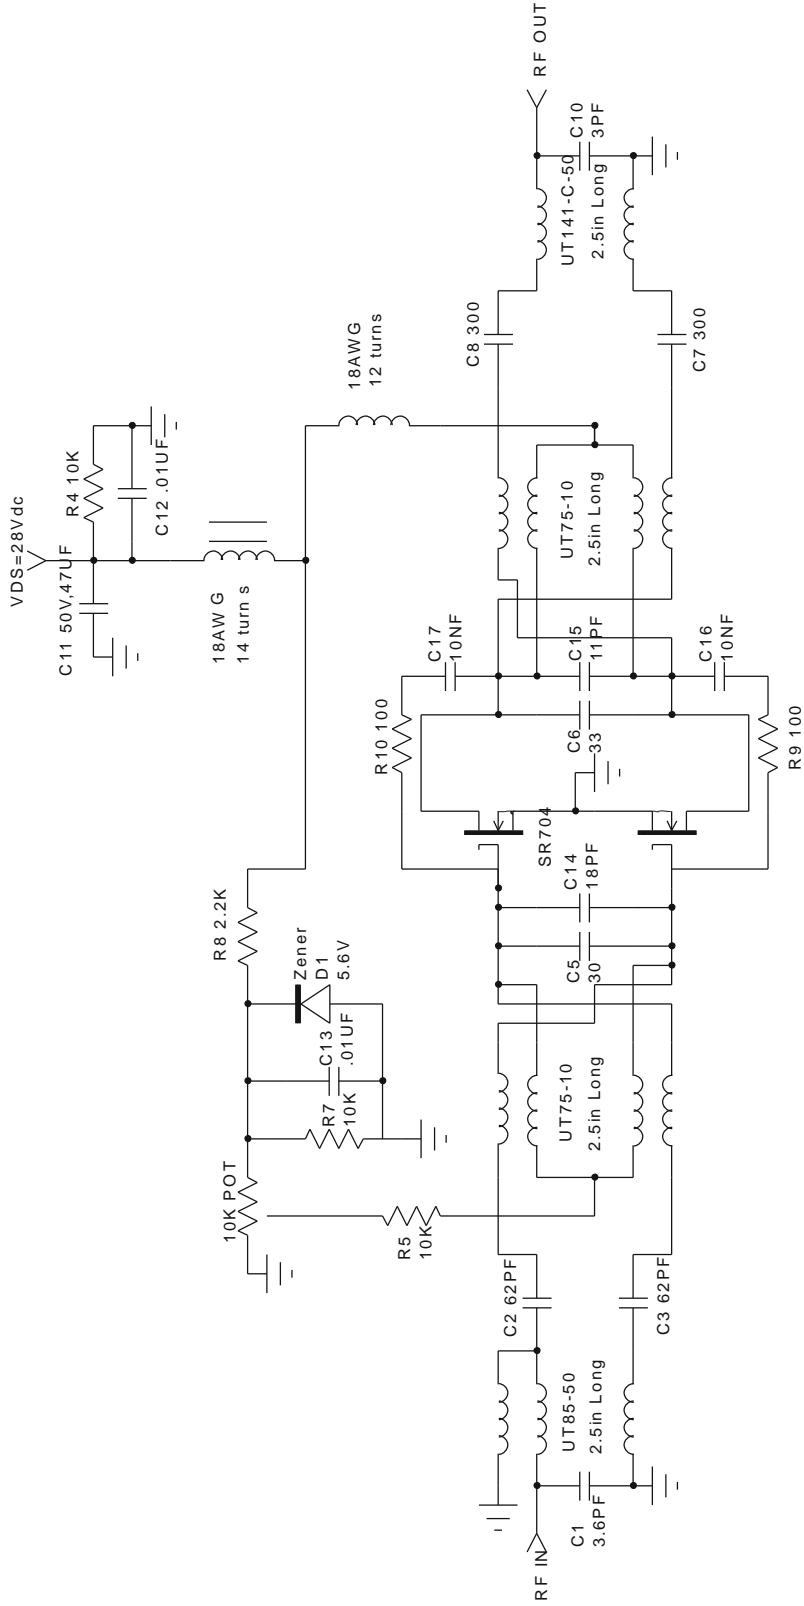 RF OUT
C10
3PF
UT141-C-50
2.5in Long
C8 300
C7 300
18AWG
12 turns
R4 10K
C12 .01UF
VDS=28Vdc
C11 50V,47UF
18AW G
14 turn s
UT75-10
2.5in Long
C17
10NF
C15
11PF
C16
10NF
R10 100
C6
33
R9 100
SR704
C14
18PF
C5
30
R8 2.2K
Zener
D1
5.6V
C13
.01UF
R7
10K
10K POT
R5
10K
UT75-10
2.5in Long
C2 62PF
C3 62PF
UT85-50
2.5in Long
C1
3.6PF
RF IN